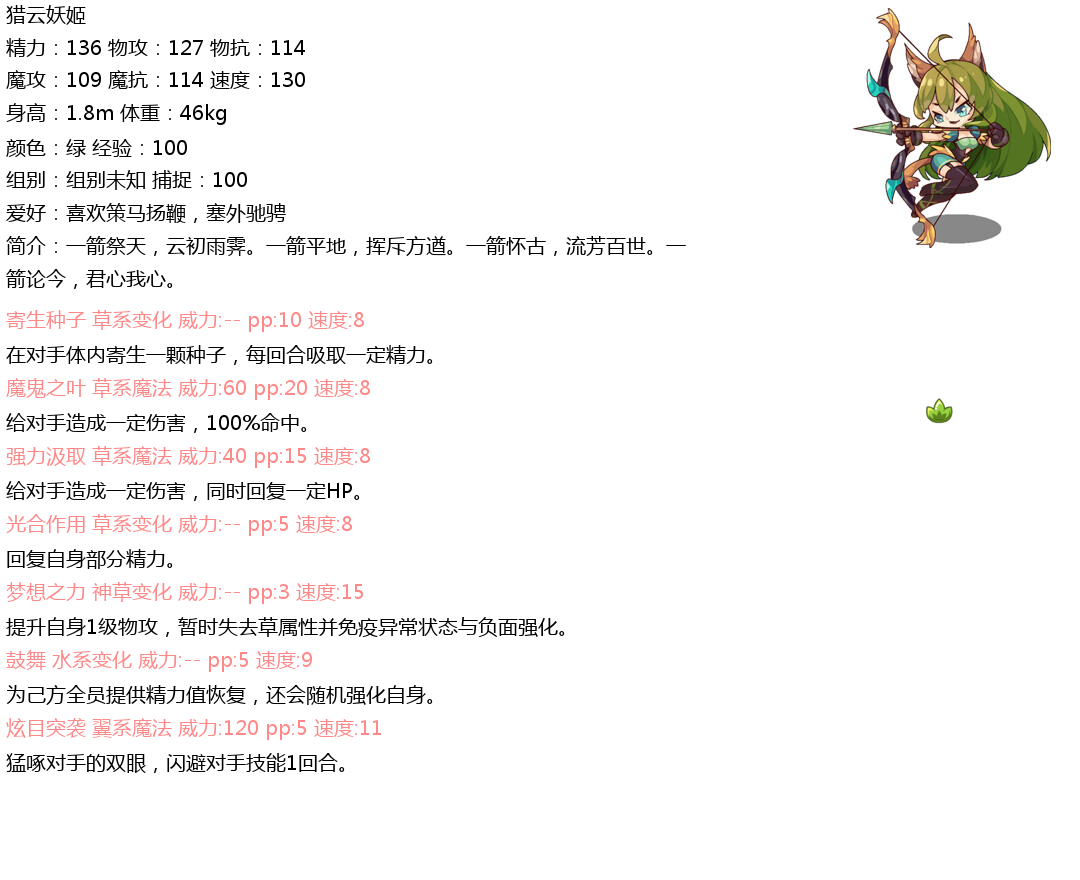 猎云妖姬
精力：136 物攻：127 物抗：114
魔攻：109 魔抗：114 速度：130
身高：1.8m 体重：46kg
颜色：绿 经验：100
组别：组别未知 捕捉：100
爱好：喜欢策马扬鞭，塞外驰骋
简介：一箭祭天，云初雨霁。一箭平地，挥斥方遒。一箭怀古，流芳百世。一
箭论今，君心我心。
寄生种子 草系变化 威力:-- pp:10 速度:8
在对手体内寄生一颗种子，每回合吸取一定精力。
魔鬼之叶 草系魔法 威力:60 pp:20 速度:8
给对手造成一定伤害，100%命中。
强力汲取 草系魔法 威力:40 pp:15 速度:8
给对手造成一定伤害，同时回复一定HP。
光合作用 草系变化 威力:-- pp:5 速度:8
回复自身部分精力。
梦想之力 神草变化 威力:-- pp:3 速度:15
提升自身1级物攻，暂时失去草属性并免疫异常状态与负面强化。
鼓舞 水系变化 威力:-- pp:5 速度:9
为己方全员提供精力值恢复，还会随机强化自身。
炫目突袭 翼系魔法 威力:120 pp:5 速度:11
猛啄对手的双眼，闪避对手技能1回合。